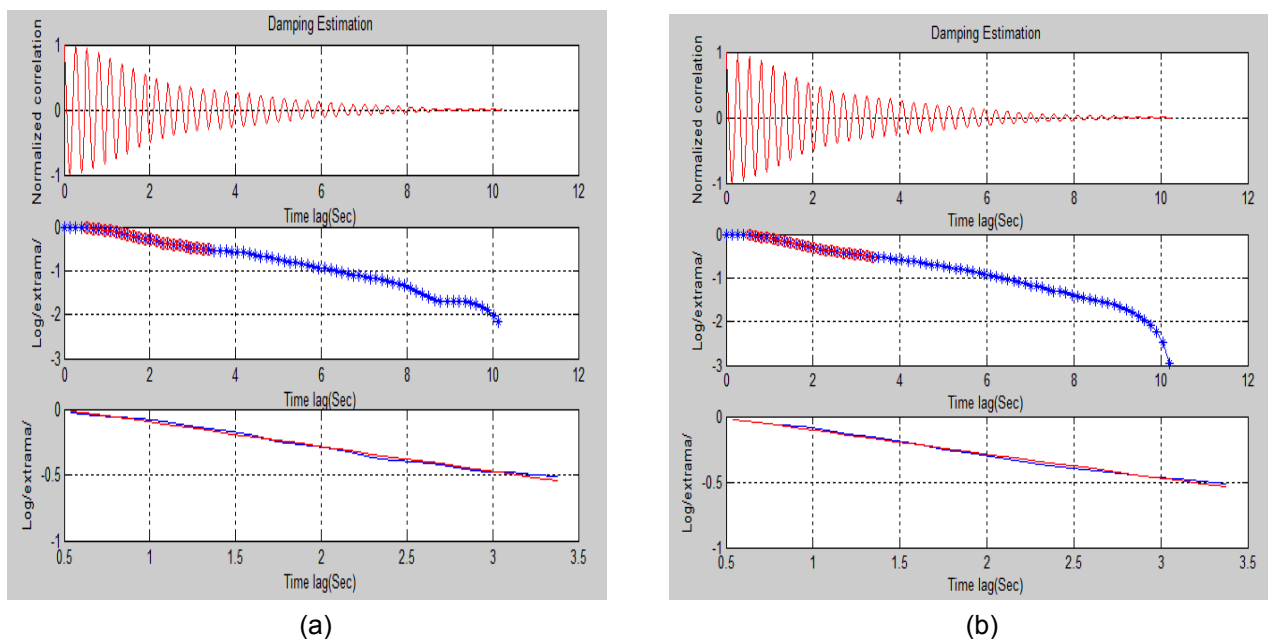 Damping Estimation
Normalized correlation
1
0
-1
0 2 4 6 8 10 12
Time lag(Sec)
Log/extrama/
0
-1
-2
-3
0 2 4 6 8 10 12
Time lag(Sec)
Log/extrama/
0
-0.5
-1
0.5 1 1.5 2 2.5 3 3.5
Time lag(Sec)
(a)
Damping Estimation
Normalized correlation
1
0
-1
0 2 4 6 8 10 12
Time lag(Sec)
Log/extrama/
0
-1
-2
-3
0 2 4 6 8 10 12
Time lag(Sec)
Log/extrama/
0
-0.5
-1
0.5 1 1.5 2 2.5 3 3.5
Time lag(Sec)
(b)